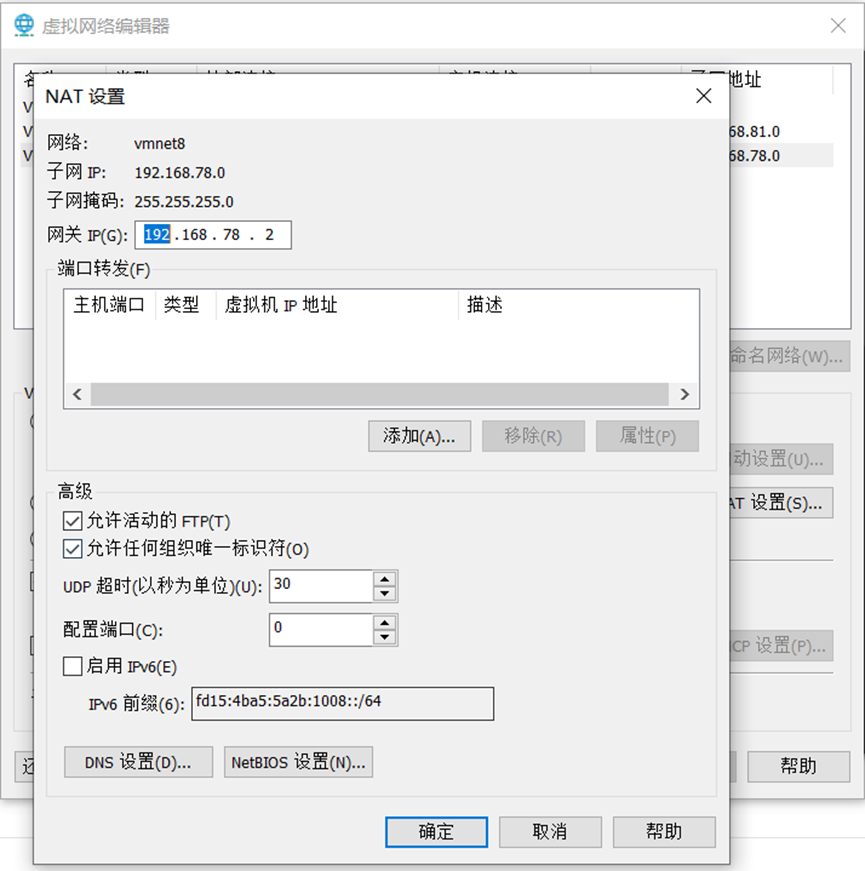 虚拟网络编辑器
地址
NAT 设置
网络: vmnet8
68.81.0
子网 IP: 192.168.78.0
68.78.0
子网掩码: 255.255.255.0
网关 IP(G): 192 . 168 . 78 . 2
端口转发(F)
主机端口 类型 虚拟机 IP 地址 描述
命名网络(W)...
添加(A)... 移除(R) 属性(P)
动设置(U)...
高级
AT 设置(S)...
允许活动的 FTP(T)
允许任何组织唯一标识符(O)
UDP 超时(以秒为单位)(U): 30
配置端口(C): 0
CP 设置(P)...
启用 IPv6(E)
IPv6 前缀(6): fd15:4ba5:5a2b:1008::/64
DNS 设置(D)... NetBIOS 设置(N)...
还
帮助
确定 取消 帮助